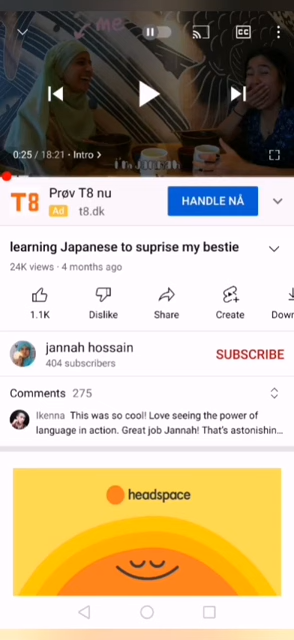 me
0:25 / 18:21 · Intro >
T8
Prøv T8 nu
Ad t8.dk
HANDLE NÅ
learning Japanese to suprise my bestie
24K views · 4 months ago
1.1K
Dislike
Share
Create
Down
jannah hossain
404 subscribers
SUBSCRIBE
Comments 275
Ikenna This was so cool! Love seeing the power of
language in action. Great job Jannah! That's astonishin...
headspace